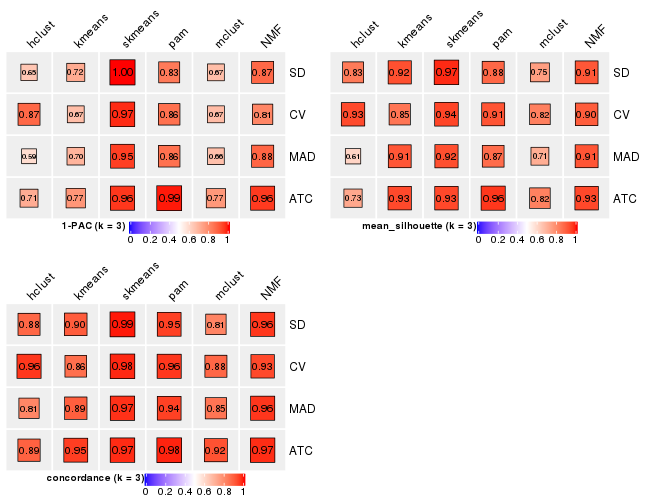 hclust kmeans skmeans pam mclust NMF
0.65 0.72 1.00 0.83 0.67 0.87 SD
0.87 0.67 0.97 0.86 0.67 0.81 CV
0.59 0.70 0.95 0.86 0.66 0.88 MAD
0.71 0.77 0.96 0.99 0.77 0.96 ATC
1-PAC (k = 3)
0 0.2 0.4 0.6 0.8 1
hclust kmeans skmeans pam mclust NMF
0.83 0.92 0.97 0.88 0.75 0.91 SD
0.93 0.85 0.94 0.91 0.82 0.90 CV
0.61 0.91 0.92 0.87 0.71 0.91 MAD
0.73 0.93 0.93 0.96 0.82 0.93 ATC
mean_silhouette (k = 3)
0 0.2 0.4 0.6 0.8 1
hclust kmeans skmeans pam mclust NMF
0.88 0.90 0.99 0.95 0.81 0.96 SD
0.96 0.86 0.98 0.96 0.88 0.93 CV
0.81 0.89 0.97 0.94 0.85 0.96 MAD
0.89 0.95 0.97 0.98 0.92 0.97 ATC
concordance (k = 3)
0 0.2 0.4 0.6 0.8 1